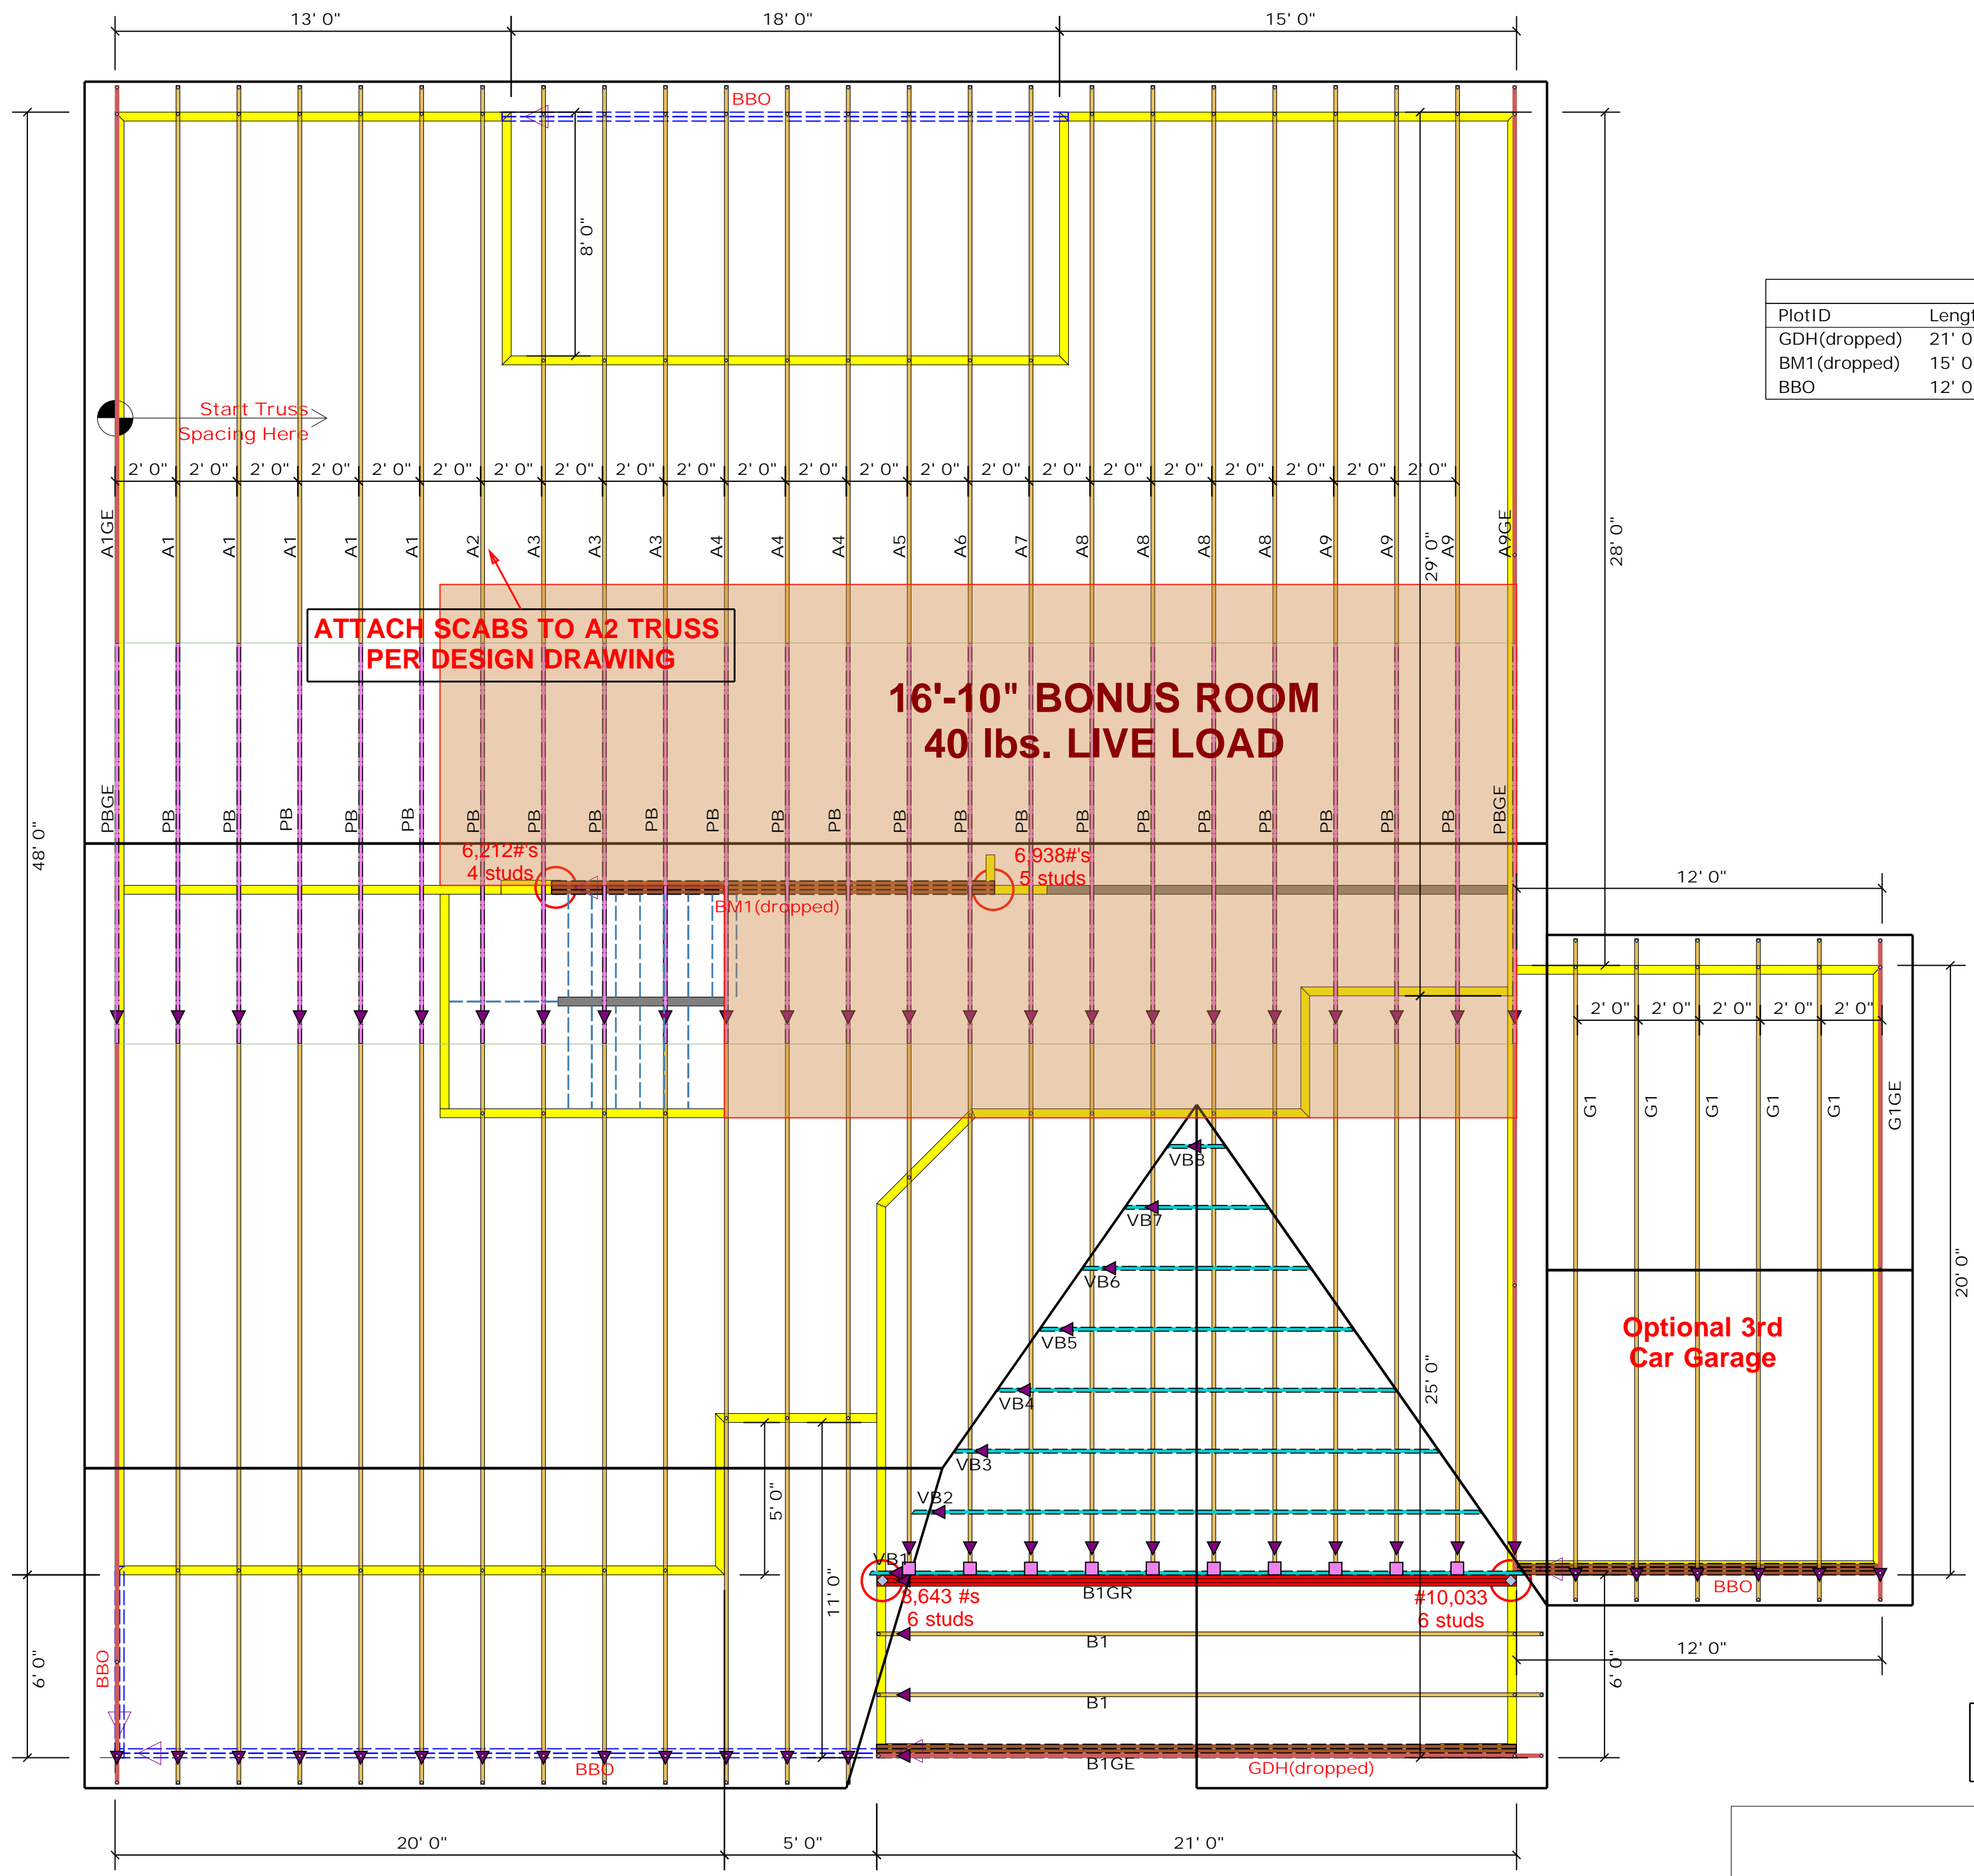 13' 0" 18' 0" 15' 0"
BBO
8' 0"
PlotID
GDH(dropped) 21' 0
BM1(dropped) 15' 0
BBO 12' 0
Start Truss
Spacing Here
2' 0" 2' 0" 2' 0" 2' 0" 2' 0" 2' 0" 2' 0" 2' 0" 2' 0" 2' 0" 2' 0" 2' 0" 2' 0" 2' 0" 2' 0" 2' 0" 2' 0" 2' 0" 2' 0" 2' 0" 2' 0" 2' 0"
A1GE A1 A1 A1 A1 A1 A2 A3 A3 A3 A4 A4 A4 A5 A6 A7 A8 A8 A8 A8 A9 A9 A9 A9GE
29' 0"
28' 0"
ATTACH SCABS TO A2 TRUSS
PER DESIGN DRAWING
16'-10" BONUS ROOM
40 lbs. LIVE LOAD
PBGE PB PB PB PB PB PB PB PB PB PB PB PB PB PB PB PB PB PB PB PB PB PB PBGE
48' 0"
6,212#'s
4 studs
6,938#'s
5 studs
BM1(dropped)
12' 0"
2' 0" 2' 0" 2' 0" 2' 0" 2' 0"
G1 G1 G1 G1 G1 G1GE
20' 0"
Optional 3rd
Car Garage
VB8
VB7
VB6
VB5
VB4
VB3
VB2
VB1
25' 0"
5' 0"
11' 0"
B1GR
8,643 #s
6 studs
#10,033
6 studs
BBO
B1
B1
12' 0"
6' 0"
6' 0"
BBO
BBO
B1GE
GDH(dropped)
20' 0" 5' 0" 21' 0"